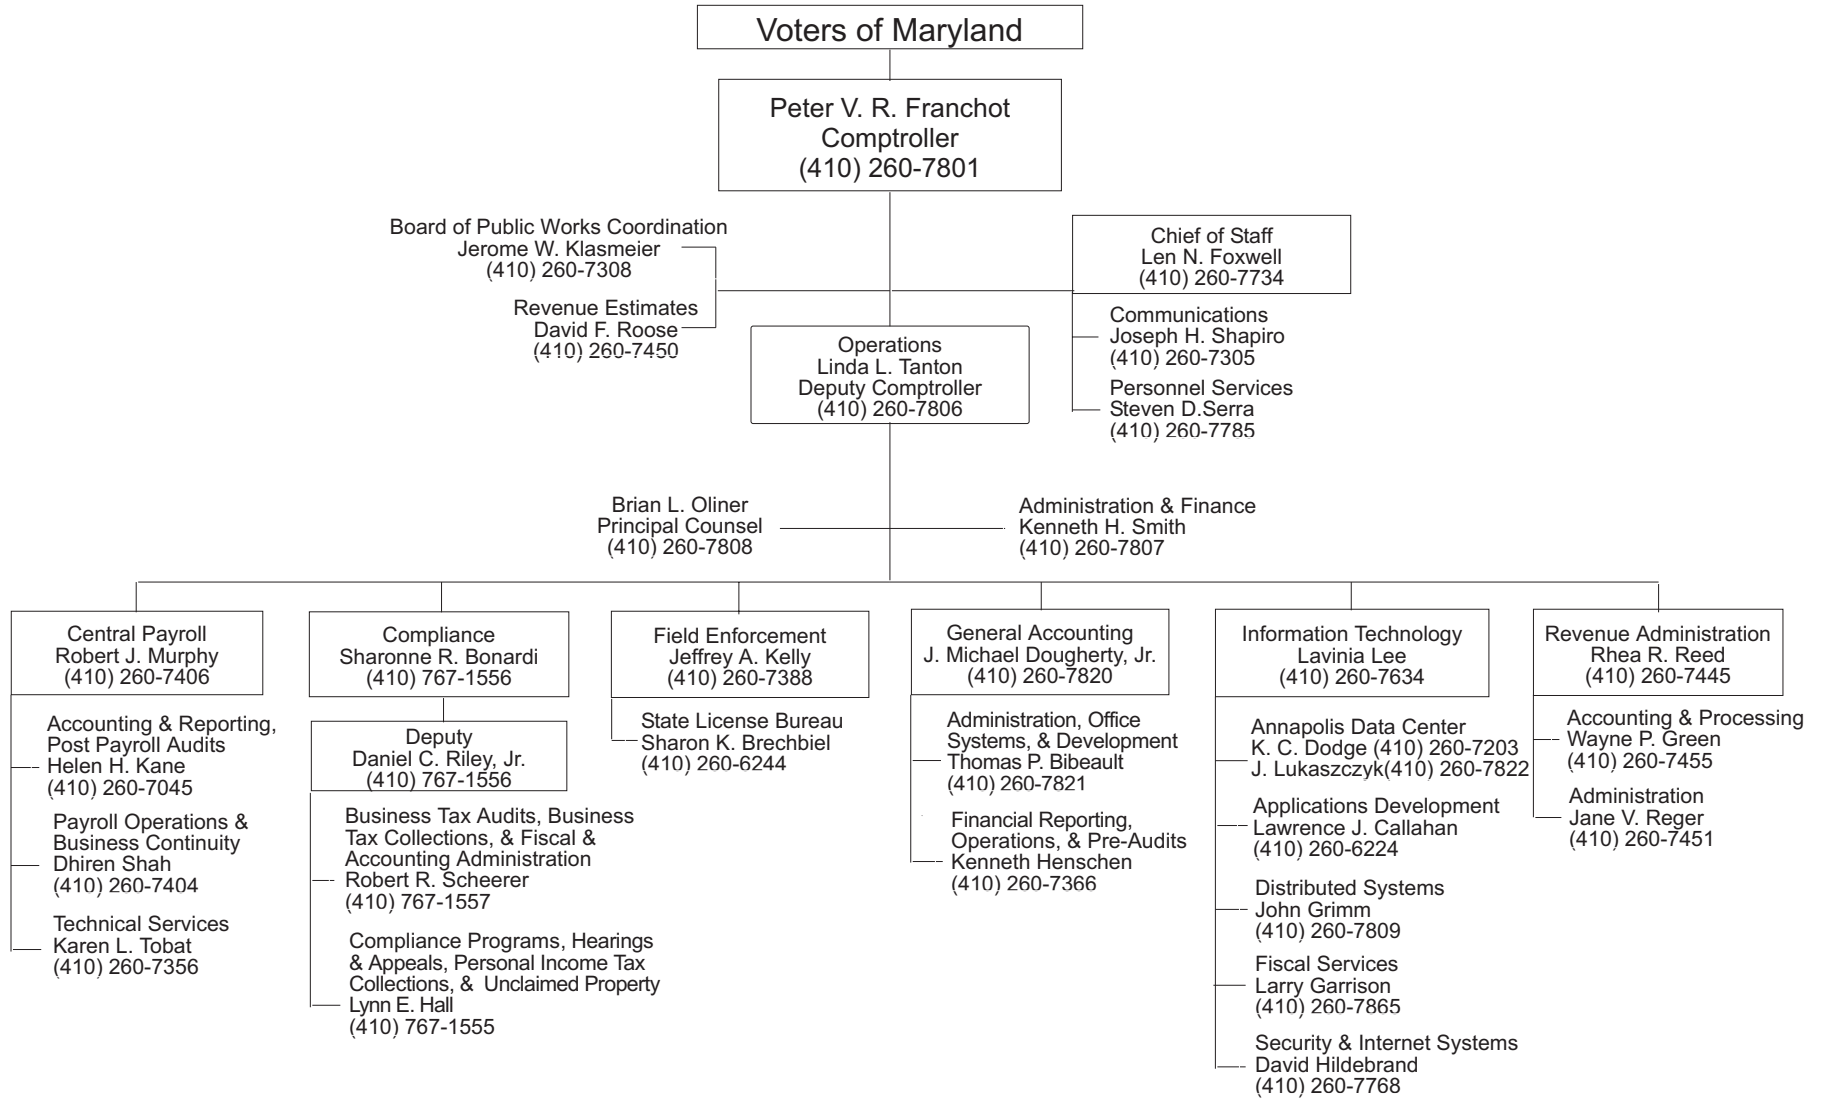 Voters of Maryland
Peter V. R. Franchot
Comptroller
(410) 260-7801
Board of Public Works Coordination
Jerome W. Klasmeier
(410) 260-7308
Revenue Estimates
David F. Roose
(410) 260-7450
Chief of Staff
Len N. Foxwell
(410) 260-7734
Communications
Joseph H. Shapiro
(410) 260-7305
Personnel Services
Steven D.Serra
(410) 260-7785
Operations
Linda L. Tanton
Deputy Comptroller
(410) 260-7806
Brian L. Oliner
Principal Counsel
(410) 260-7808
Administration & Finance
Kenneth H. Smith
(410) 260-7807
Central Payroll
Robert J. Murphy
(410) 260-7406
Accounting & Reporting,
Post Payroll Audits
Helen H. Kane
(410) 260-7045
Payroll Operations &
Business Continuity
Dhiren Shah
(410) 260-7404
Technical Services
Karen L. Tobat
(410) 260-7356
Compliance
Sharonne R. Bonardi
(410) 767-1556
Deputy
Daniel C. Riley, Jr.
(410) 767-1556
Business Tax Audits, Business
Tax Collections, & Fiscal &
Accounting Administration
Robert R. Scheerer
(410) 767-1557
Compliance Programs, Hearings
& Appeals, Personal Income Tax
Collections, & Unclaimed Property
Lynn E. Hall
(410) 767-1555
Field Enforcement
Jeffrey A. Kelly
(410) 260-7388
State License Bureau
Sharon K. Brechbiel
(410) 260-6244
General Accounting
J. Michael Dougherty, Jr.
(410) 260-7820
Administration, Office
Systems, & Development
Thomas P. Bibeault
(410) 260-7821
Financial Reporting,
Operations, & Pre-Audits
Kenneth Henschen
(410) 260-7366
Information Technology
Lavinia Lee
(410) 260-7634
Annapolis Data Center
K. C. Dodge (410) 260-7203
J. Lukaszczyk(410) 260-7822
Applications Development
Lawrence J. Callahan
(410) 260-6224
Distributed Systems
John Grimm
(410) 260-7809
Fiscal Services
Larry Garrison
(410) 260-7865
Security & Internet Systems
David Hildebrand
(410) 260-7768
Revenue Administration
Rhea R. Reed
(410) 260-7445
Accounting & Processing
Wayne P. Green
(410) 260-7455
Administration
Jane V. Reger
(410) 260-7451